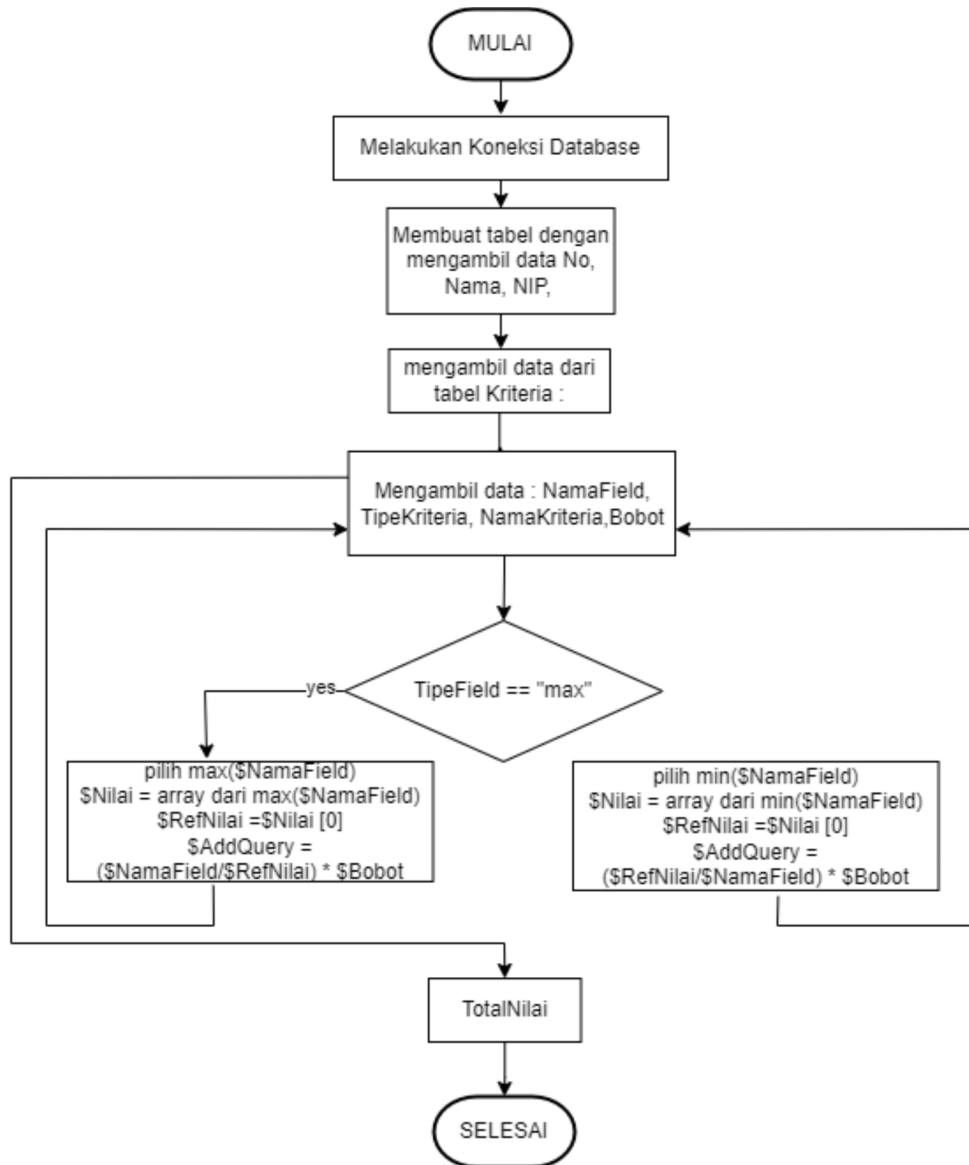 MULAI
Melakukan Koneksi Database
Membuat tabel dengan
mengambil data No,
Nama, NIP,
mengambil data dari
tabel Kriteria :
Mengambil data : NamaField,
TipeKriteria, NamaKriteria,Bobot
TipeField == "max"
yes
pilih max($NamaField)
$Nilai = array dari max($NamaField)
$RefNilai =$Nilai [0]
$AddQuery =
($NamaField/$RefNilai) * $Bobot
pilih min($NamaField)
$Nilai = array dari min($NamaField)
$RefNilai =$Nilai [0]
$AddQuery =
($RefNilai/$NamaField) * $Bobot
TotalNilai
SELESAI